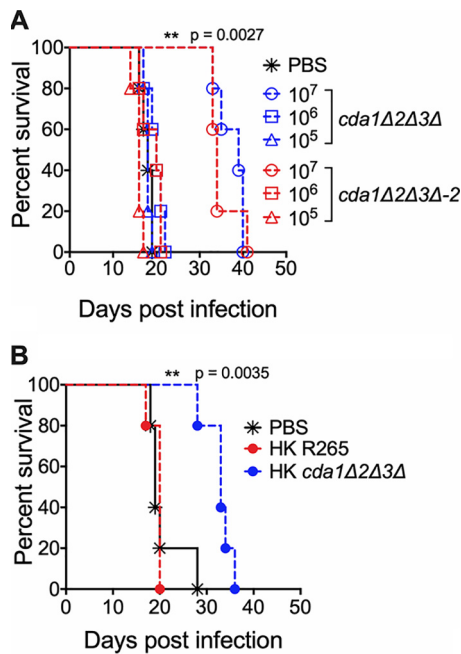 A
** p = 0.0027
100
80
60
40
20
0
Percent survival
0 10 20 30 40 50
Days post infection
PBS
10⁷
10⁶ cda1Δ2Δ3Δ
10⁵
10⁷
10⁶ cda1Δ2Δ3Δ-2
10⁵
B
** p = 0.0035
100
80
60
40
20
0
Percent survival
0 10 20 30 40 50
Days post infection
PBS
HK R265
HK cda1Δ2Δ3Δ